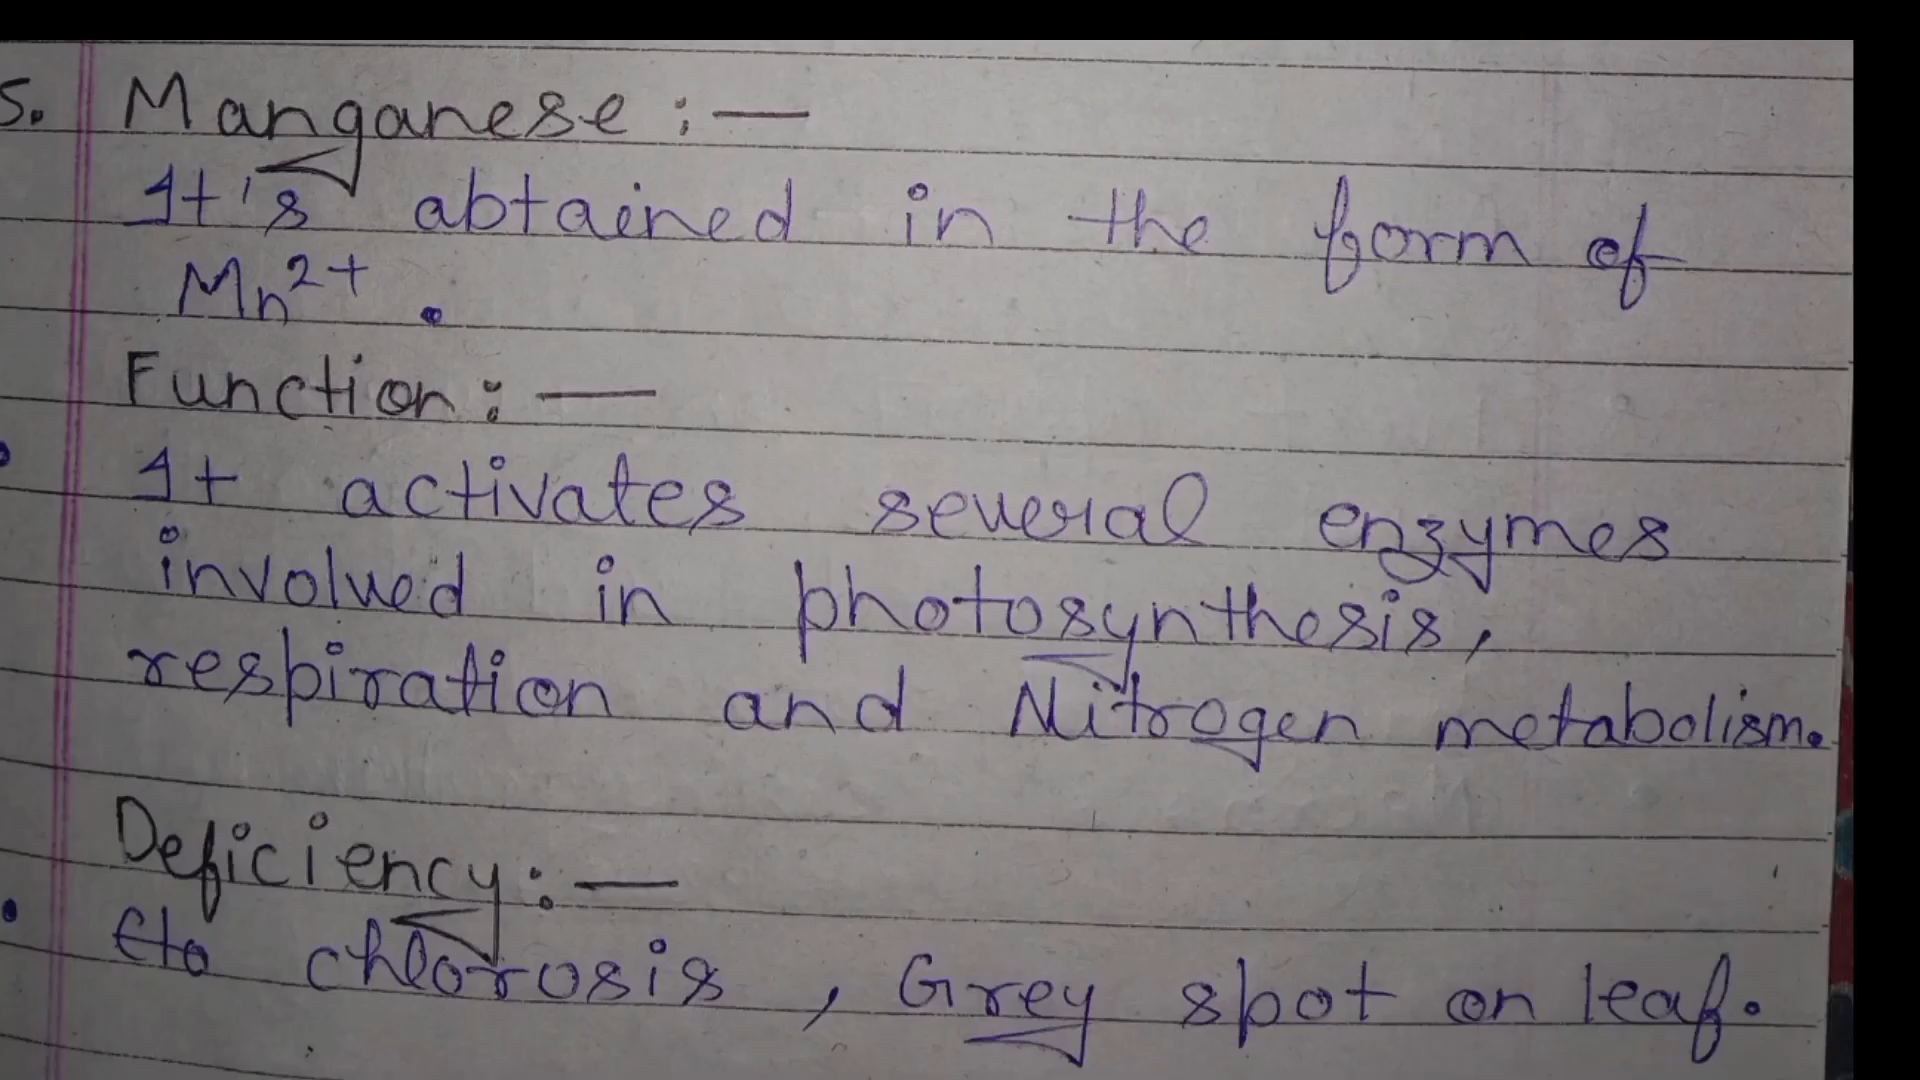 5. Manganese :—
It's abtained in the form of
Mn²⁺ .
Function :—
• It activates several enzymes
involved in photosynthesis,
respiration and Nitrogen metabolism.
Deficiency :—
• chlorosis , Grey spot on leaf.